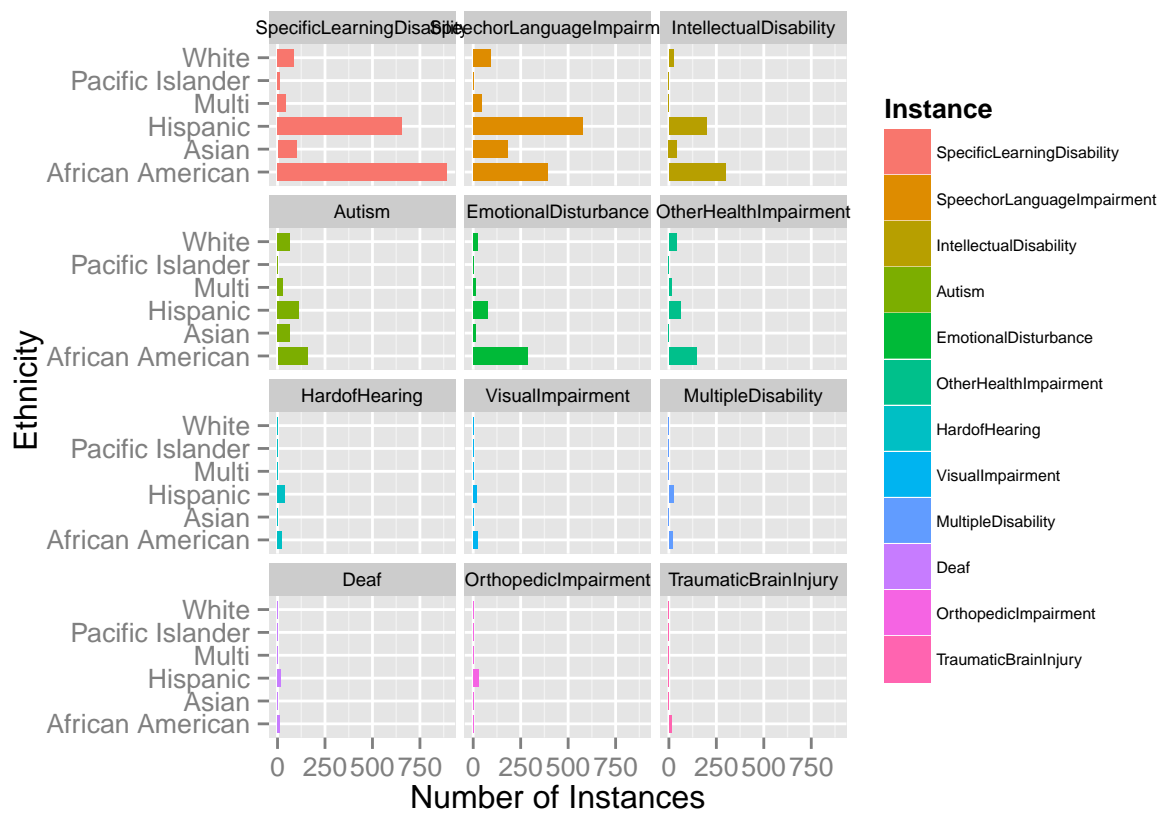 SpecificLearningDisability SpeechorLanguageImpairm IntellectualDisability
White
Pacific Islander
Multi
Hispanic
Asian
African American
Autism EmotionalDisturbance OtherHealthImpairment
White
Pacific Islander
Multi
Hispanic
Asian
African American
HardofHearing VisualImpairment MultipleDisability
White
Pacific Islander
Multi
Hispanic
Asian
African American
Deaf OrthopedicImpairment TraumaticBrainInjury
White
Pacific Islander
Multi
Hispanic
Asian
African American
0 250 500 750 0 250 500 750 0 250 500 750
Number of Instances
Ethnicity
Instance
SpecificLearningDisability
SpeechorLanguageImpairment
IntellectualDisability
Autism
EmotionalDisturbance
OtherHealthImpairment
HardofHearing
VisualImpairment
MultipleDisability
Deaf
OrthopedicImpairment
TraumaticBrainInjury